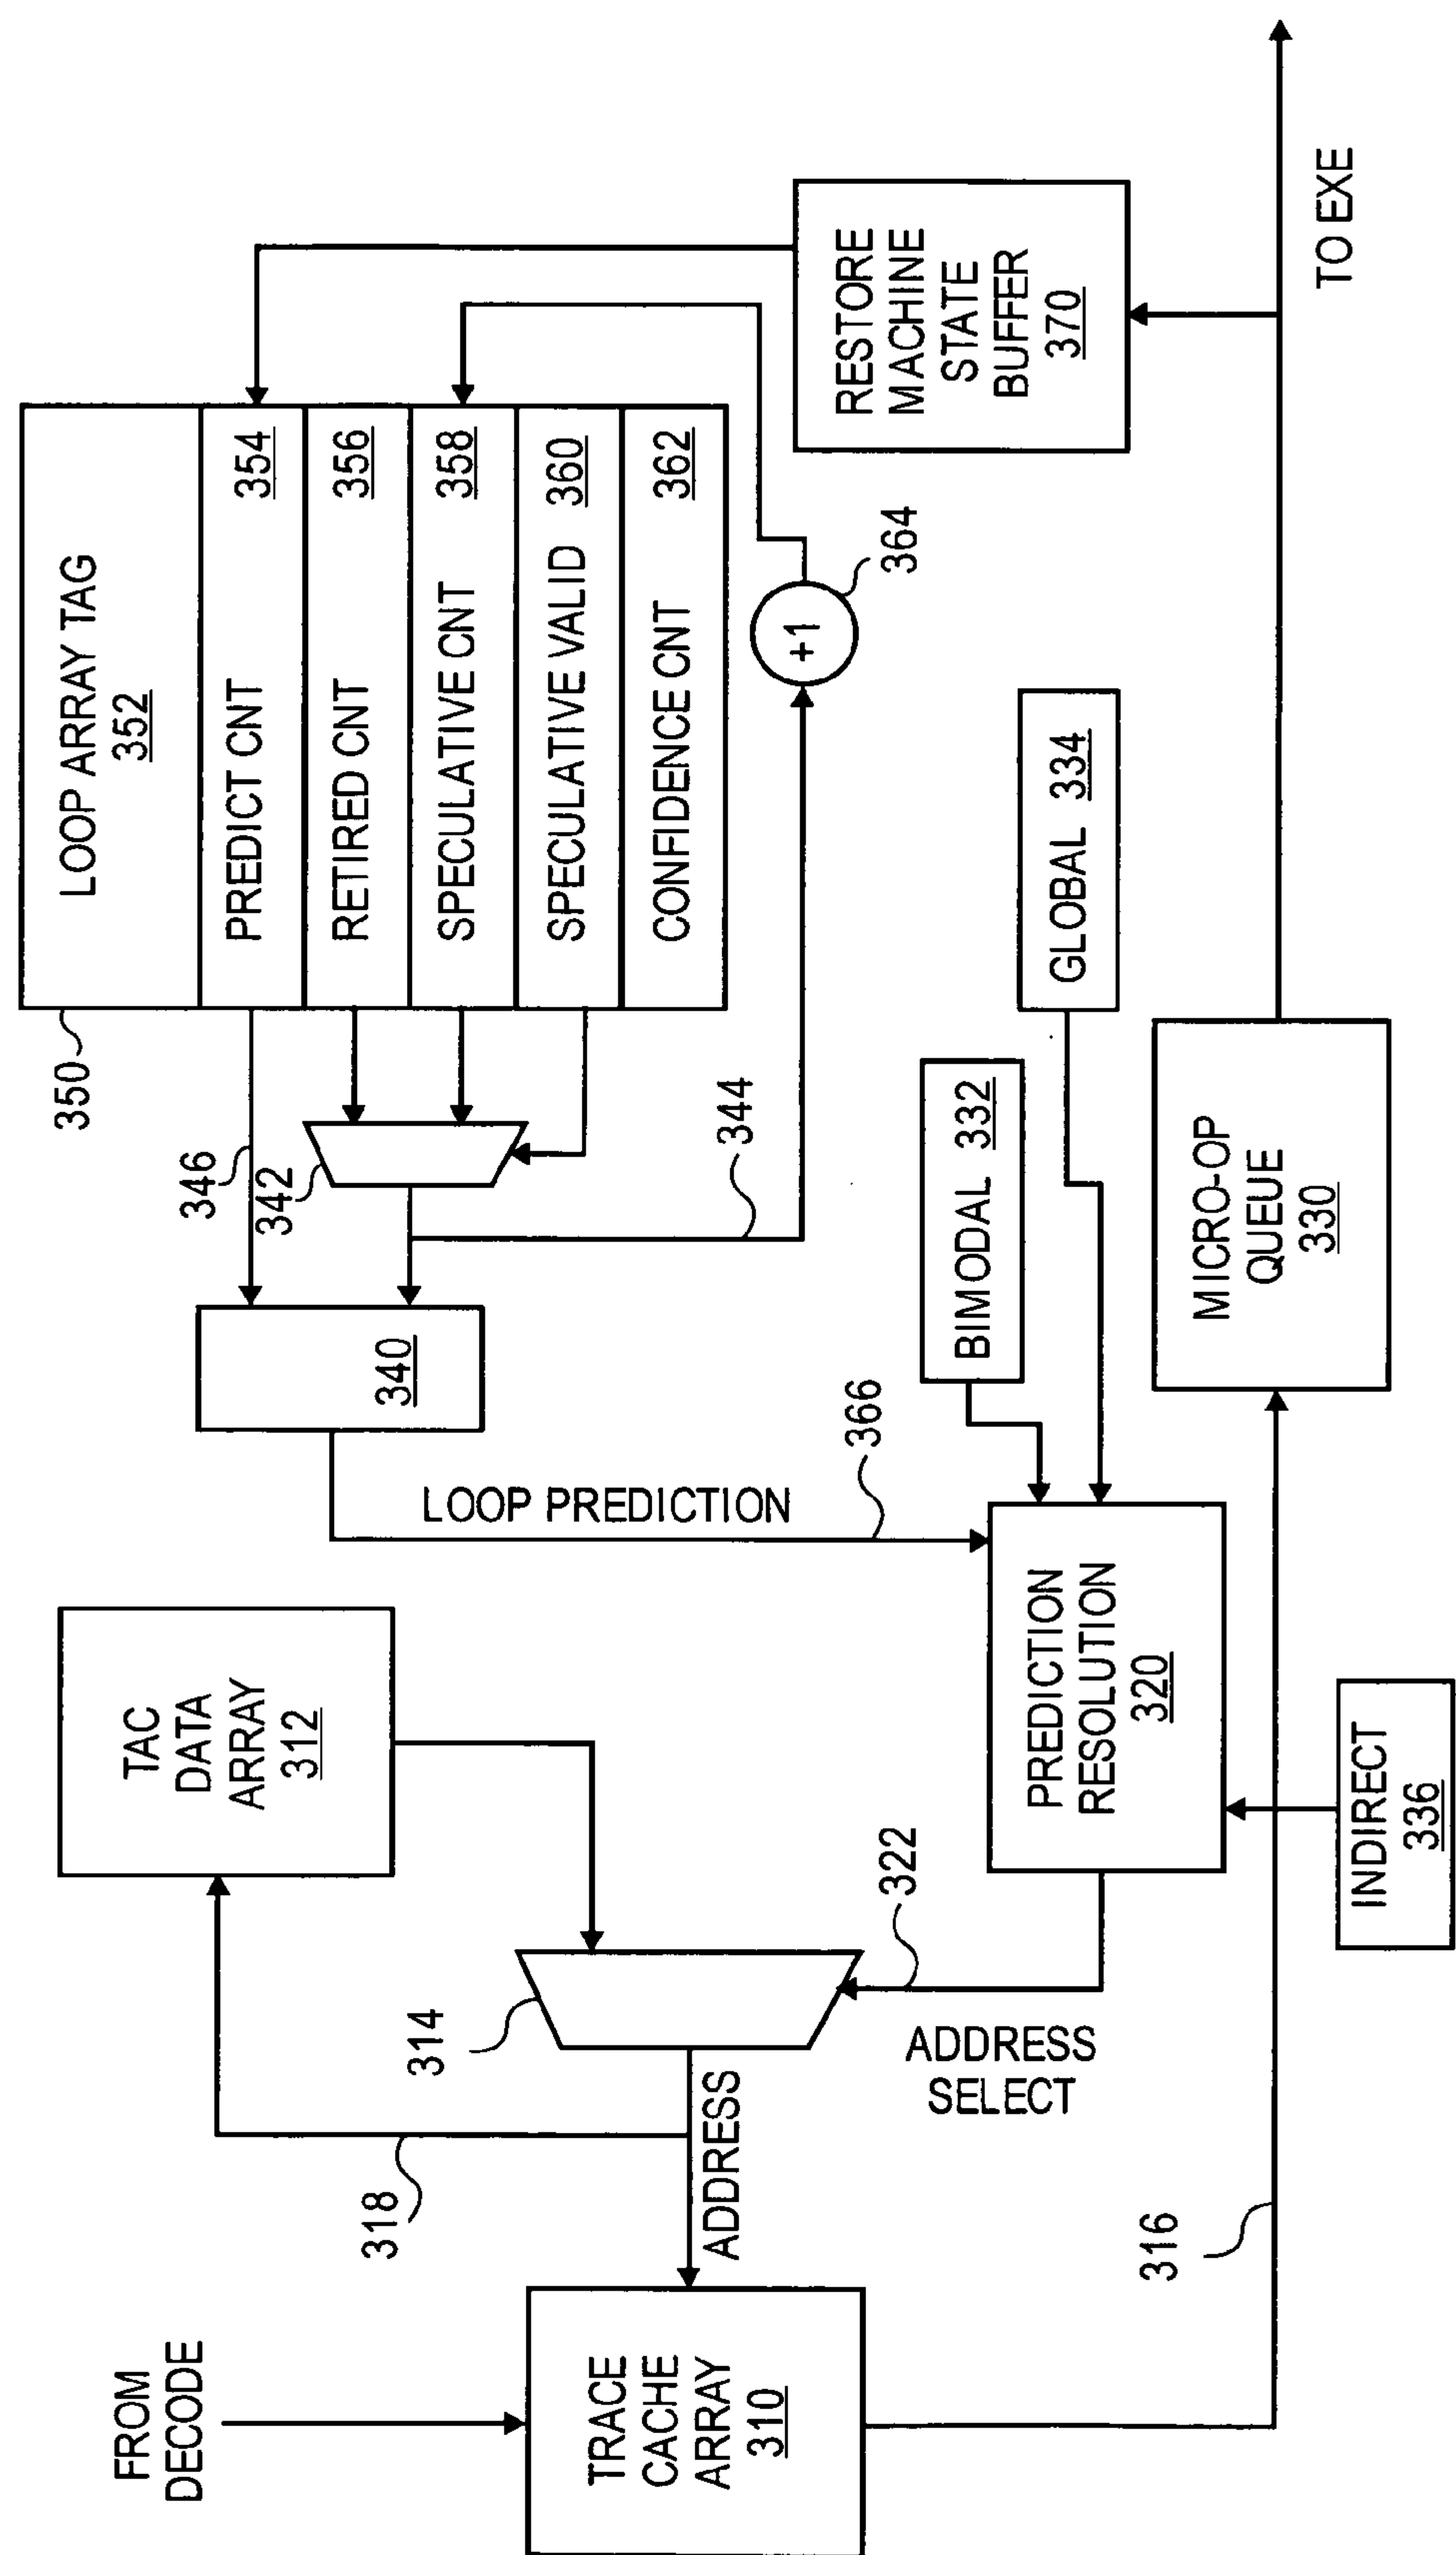 FROM
DECODE
TRACE
CACHE
ARRAY
310
318
ADDRESS
314
TAC
DATA
ARRAY
312
ADDRESS
SELECT
322
PREDICTION
RESOLUTION
320
INDIRECT
336
316
LOOP PREDICTION
366
340
346
342
344
350
LOOP ARRAY TAG
352
PREDICT CNT 354
RETIRED CNT 356
SPECULATIVE CNT 358
SPECULATIVE VALID 360
CONFIDENCE CNT 362
+1
364
BIMODAL 332
GLOBAL 334
MICRO-OP
QUEUE
330
RESTORE
MACHINE
STATE
BUFFER
370
TO EXE